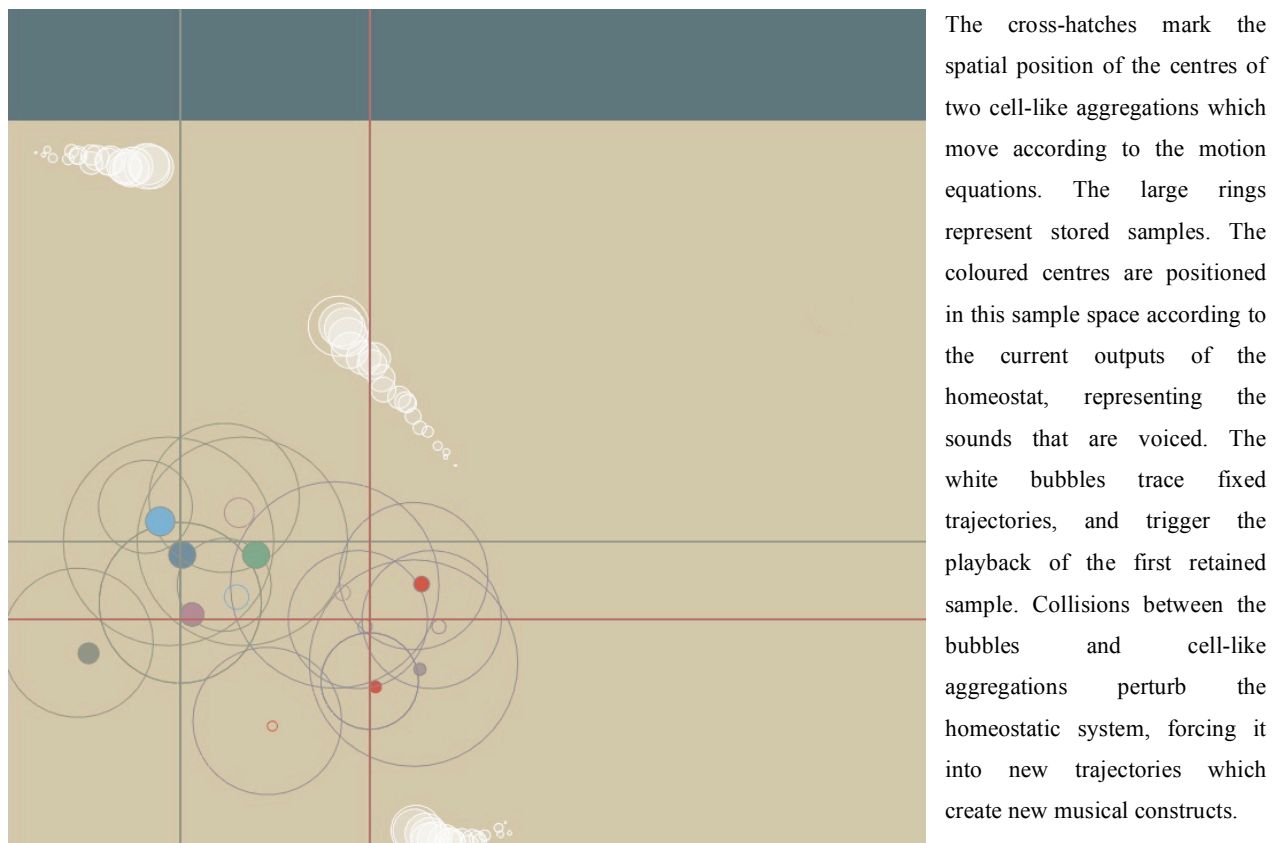 The cross-hatches mark the
spatial position of the centres of
two cell-like aggregations which
move according to the motion
equations. The large rings
represent stored samples. The
coloured centres are positioned
in this sample space according to
the current outputs of the
homeostat, representing the
sounds that are voiced. The
white bubbles trace fixed
trajectories, and trigger the
playback of the first retained
sample. Collisions between the
bubbles and cell-like
aggregations perturb the
homeostatic system, forcing it
into new trajectories which
create new musical constructs.